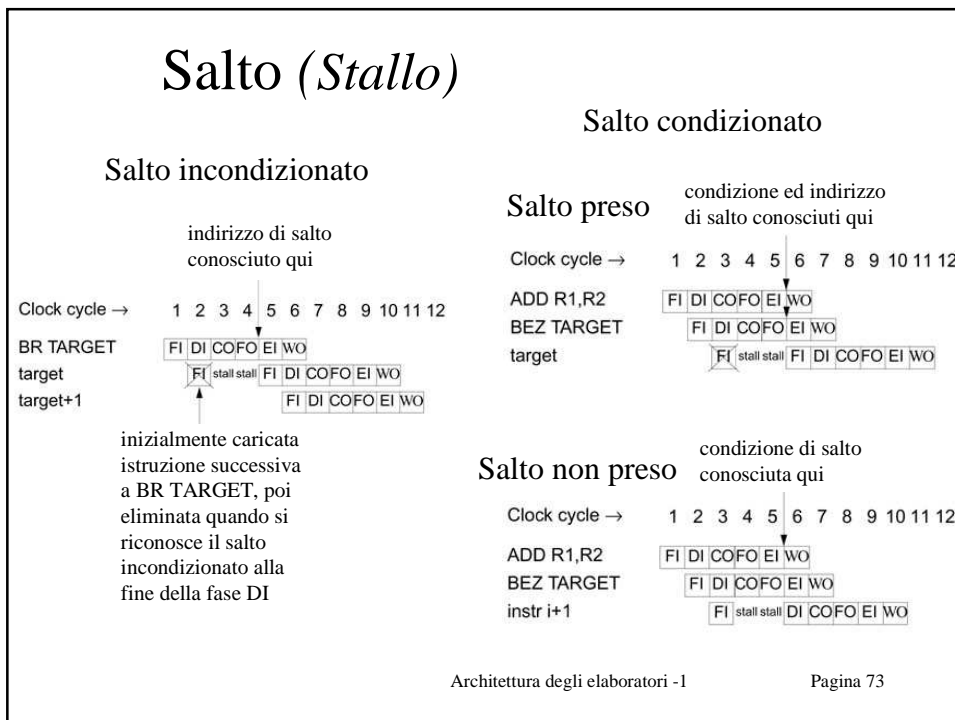 Salto (Stallo)
Salto incondizionato
indirizzo di salto
conosciuto qui
Clock cycle → 1 2 3 4 5 6 7 8 9 10 11 12
BR TARGET FI DI CO FO EI WO
target FI stall stall FI DI CO FO EI WO
target+1 FI DI CO FO EI WO
inizialmente caricata
istruzione successiva
a BR TARGET, poi
eliminata quando si
riconosce il salto
incondizionato alla
fine della fase DI
Salto condizionato
Salto preso
condizione ed indirizzo
di salto conosciuti qui
Clock cycle → 1 2 3 4 5 6 7 8 9 10 11 12
ADD R1,R2 FI DI CO FO EI WO
BEZ TARGET FI DI CO FO EI WO
target FI stall stall FI DI CO FO EI WO
Salto non preso
condizione di salto
conosciuta qui
Clock cycle → 1 2 3 4 5 6 7 8 9 10 11 12
ADD R1,R2 FI DI CO FO EI WO
BEZ TARGET FI DI CO FO EI WO
instr i+1 FI stall stall DI CO FO EI WO
Architettura degli elaboratori -1 Pagina 73